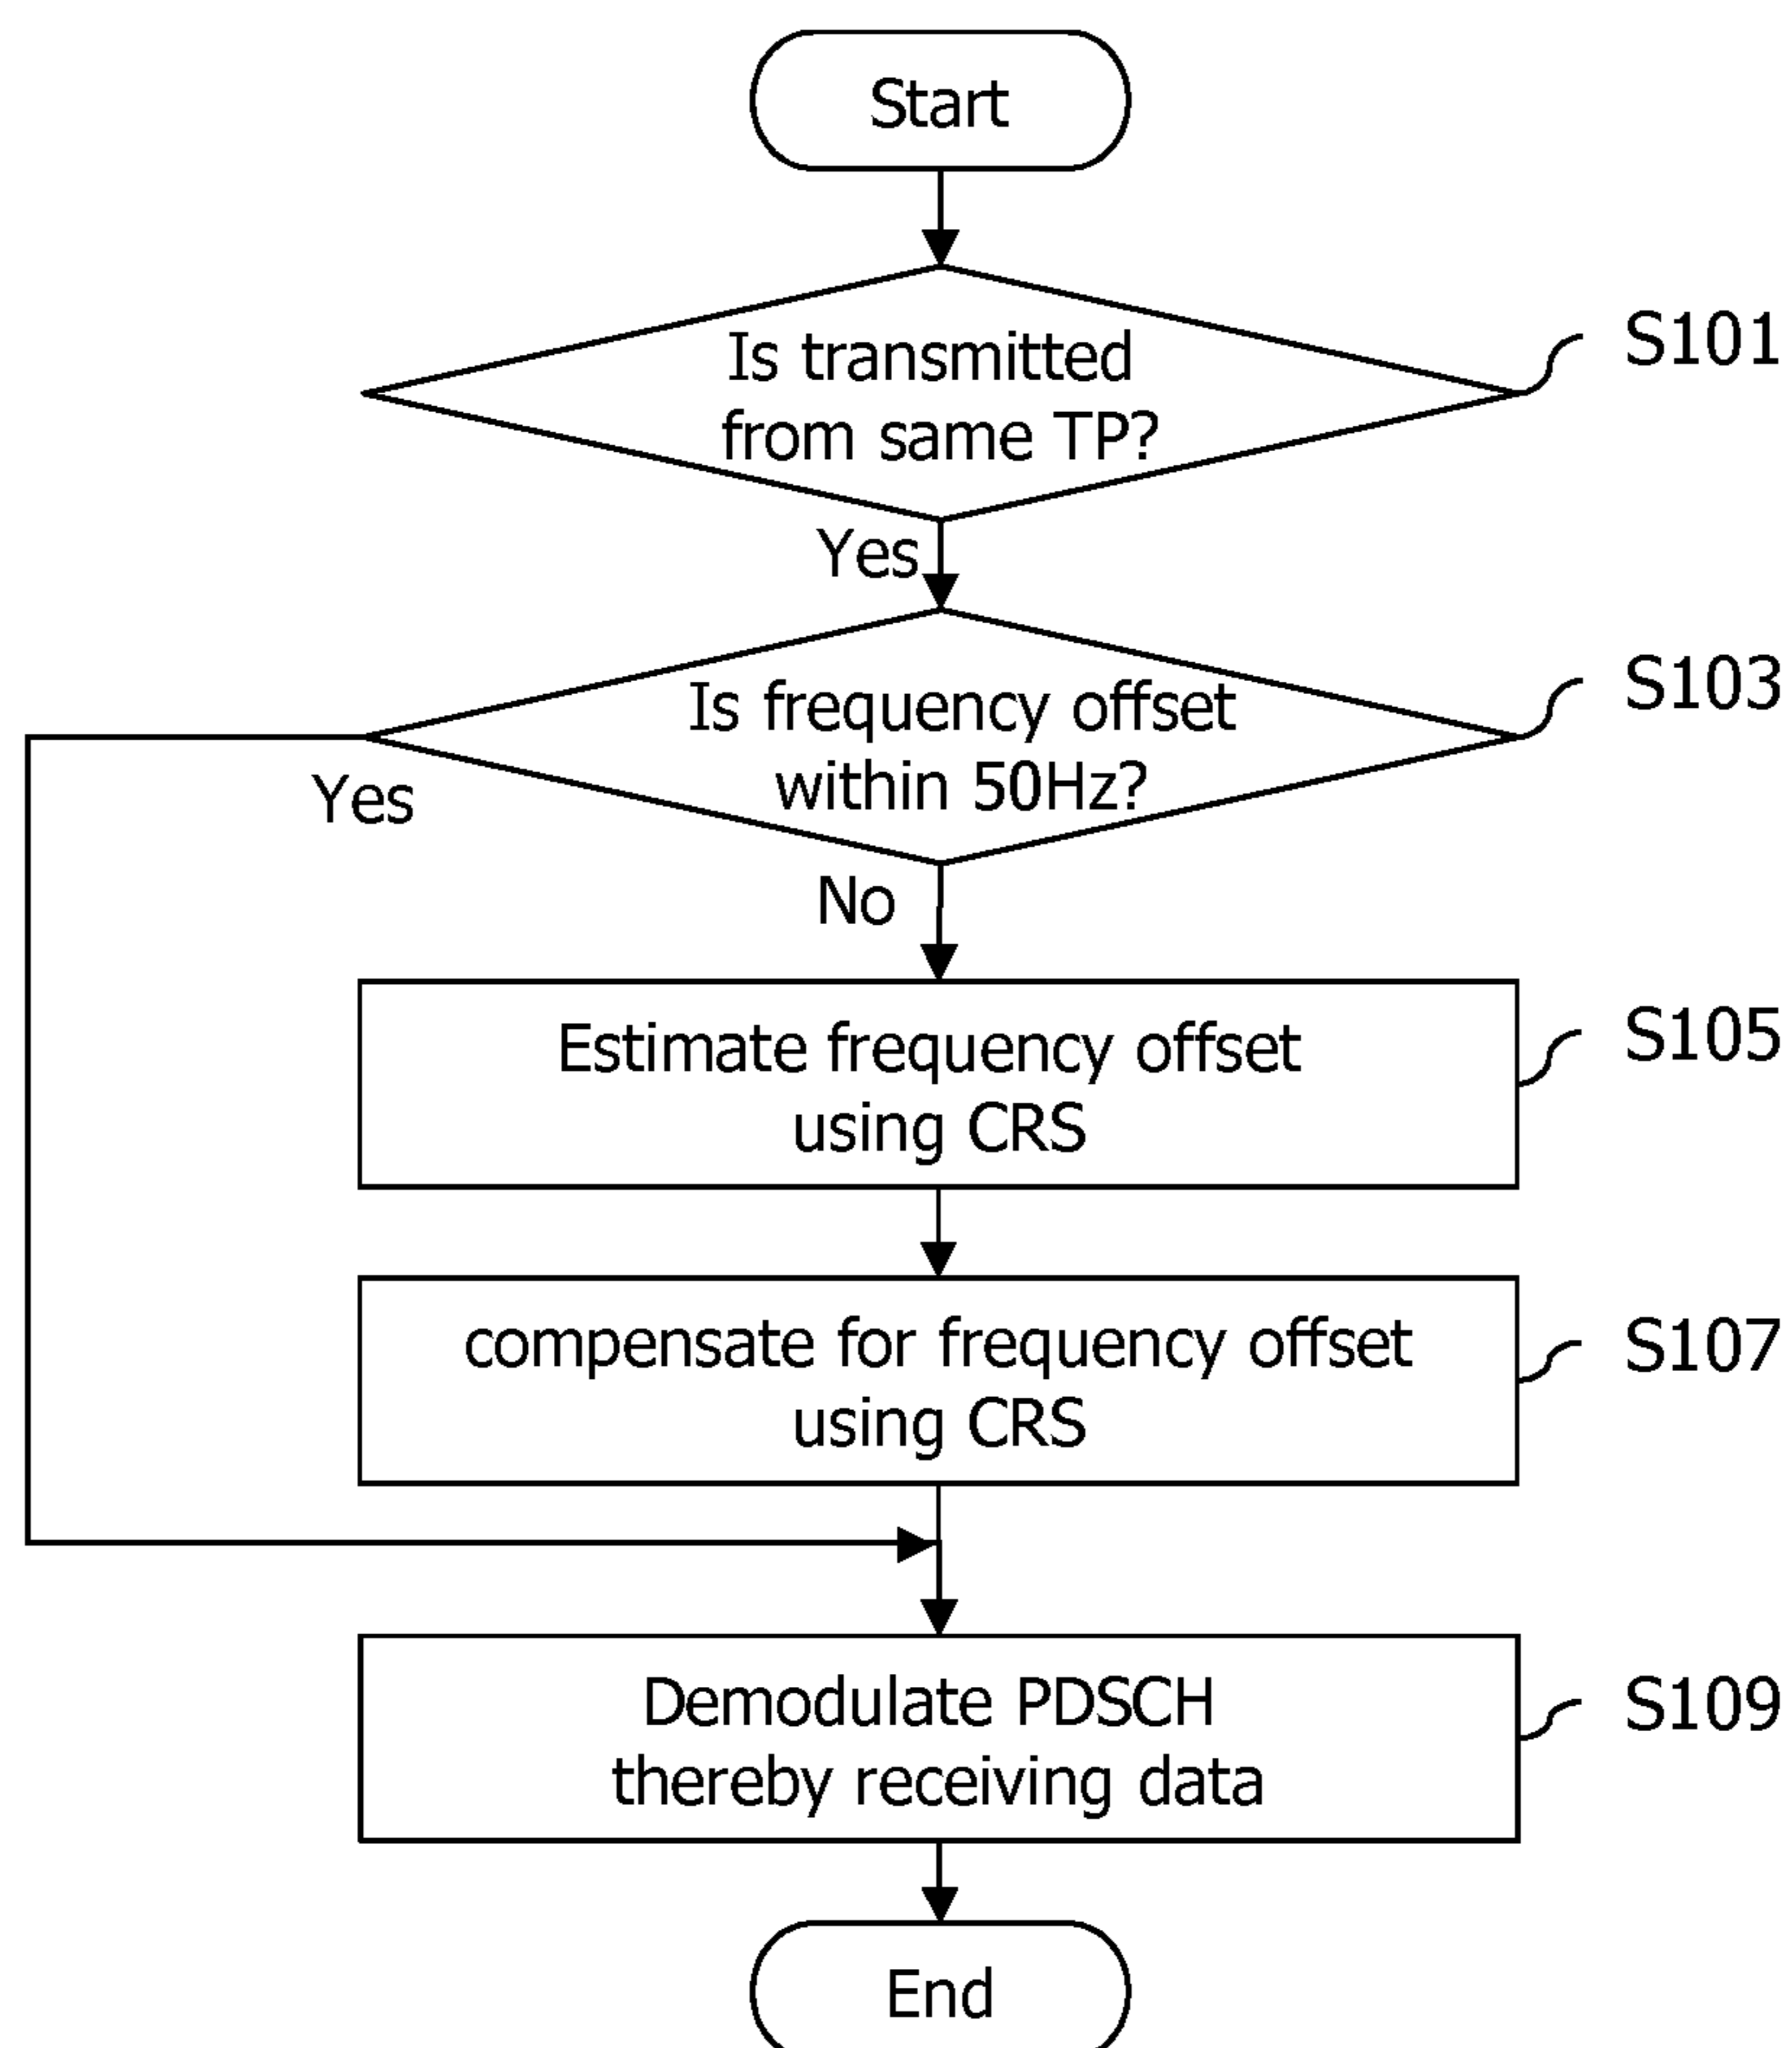 Start
Is transmitted
from same TP?
S101
Yes
Is frequency offset
within 50Hz?
S103
Yes
No
Estimate frequency offset
using CRS
S105
compensate for frequency offset
using CRS
S107
Demodulate PDSCH
thereby receiving data
S109
End